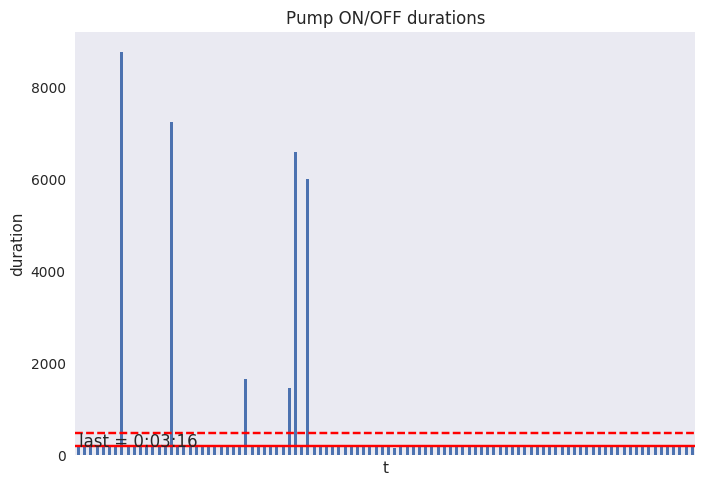 Pump ON/OFF durations
8000
6000
4000
2000
0
duration
last = 0:03:16
t